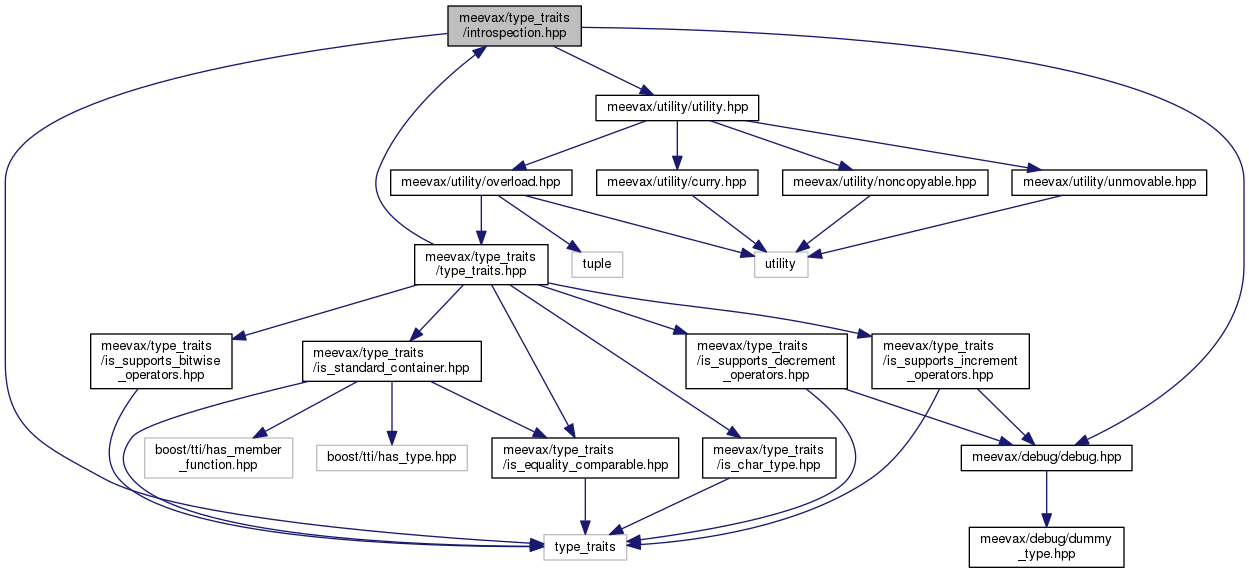 meevax/type_traits
/introspection.hpp
meevax/utility/utility.hpp
meevax/utility/overload.hpp
meevax/utility/curry.hpp
meevax/utility/noncopyable.hpp
meevax/utility/unmovable.hpp
meevax/type_traits
/type_traits.hpp
tuple
utility
meevax/type_traits
/is_supports_bitwise
_operators.hpp
meevax/type_traits
/is_standard_container.hpp
meevax/type_traits
/is_supports_decrement
_operators.hpp
meevax/type_traits
/is_supports_increment
_operators.hpp
boost/tti/has_member
_function.hpp
boost/tti/has_type.hpp
meevax/type_traits
/is_equality_comparable.hpp
meevax/type_traits
/is_char_type.hpp
meevax/debug/debug.hpp
type_traits
meevax/debug/dummy
_type.hpp